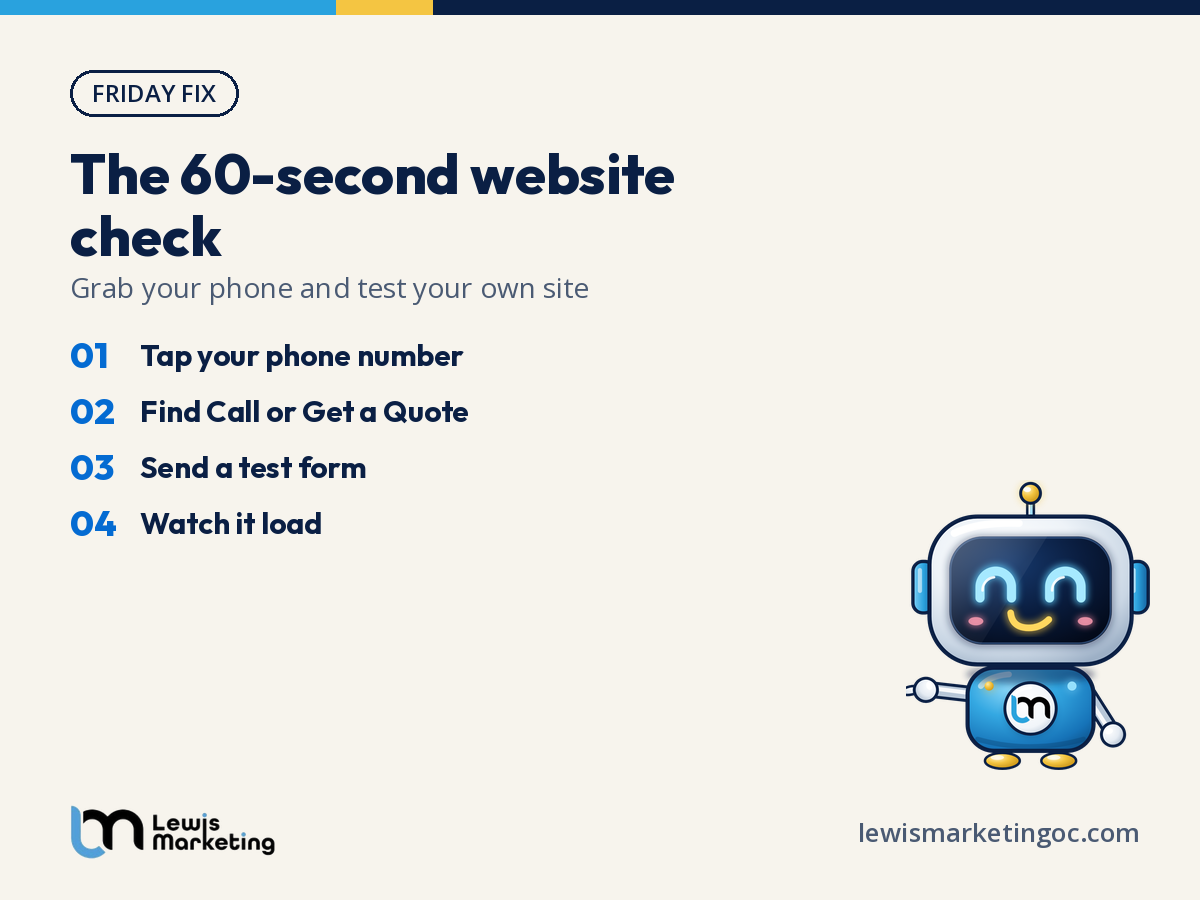 FRIDAY FIX
The 60-second website
check
Grab your phone and test your own site
01 Tap your phone number
02 Find Call or Get a Quote
03 Send a test form
04 Watch it load
bm
Lewis
Marketing
lewismarketingoc.com